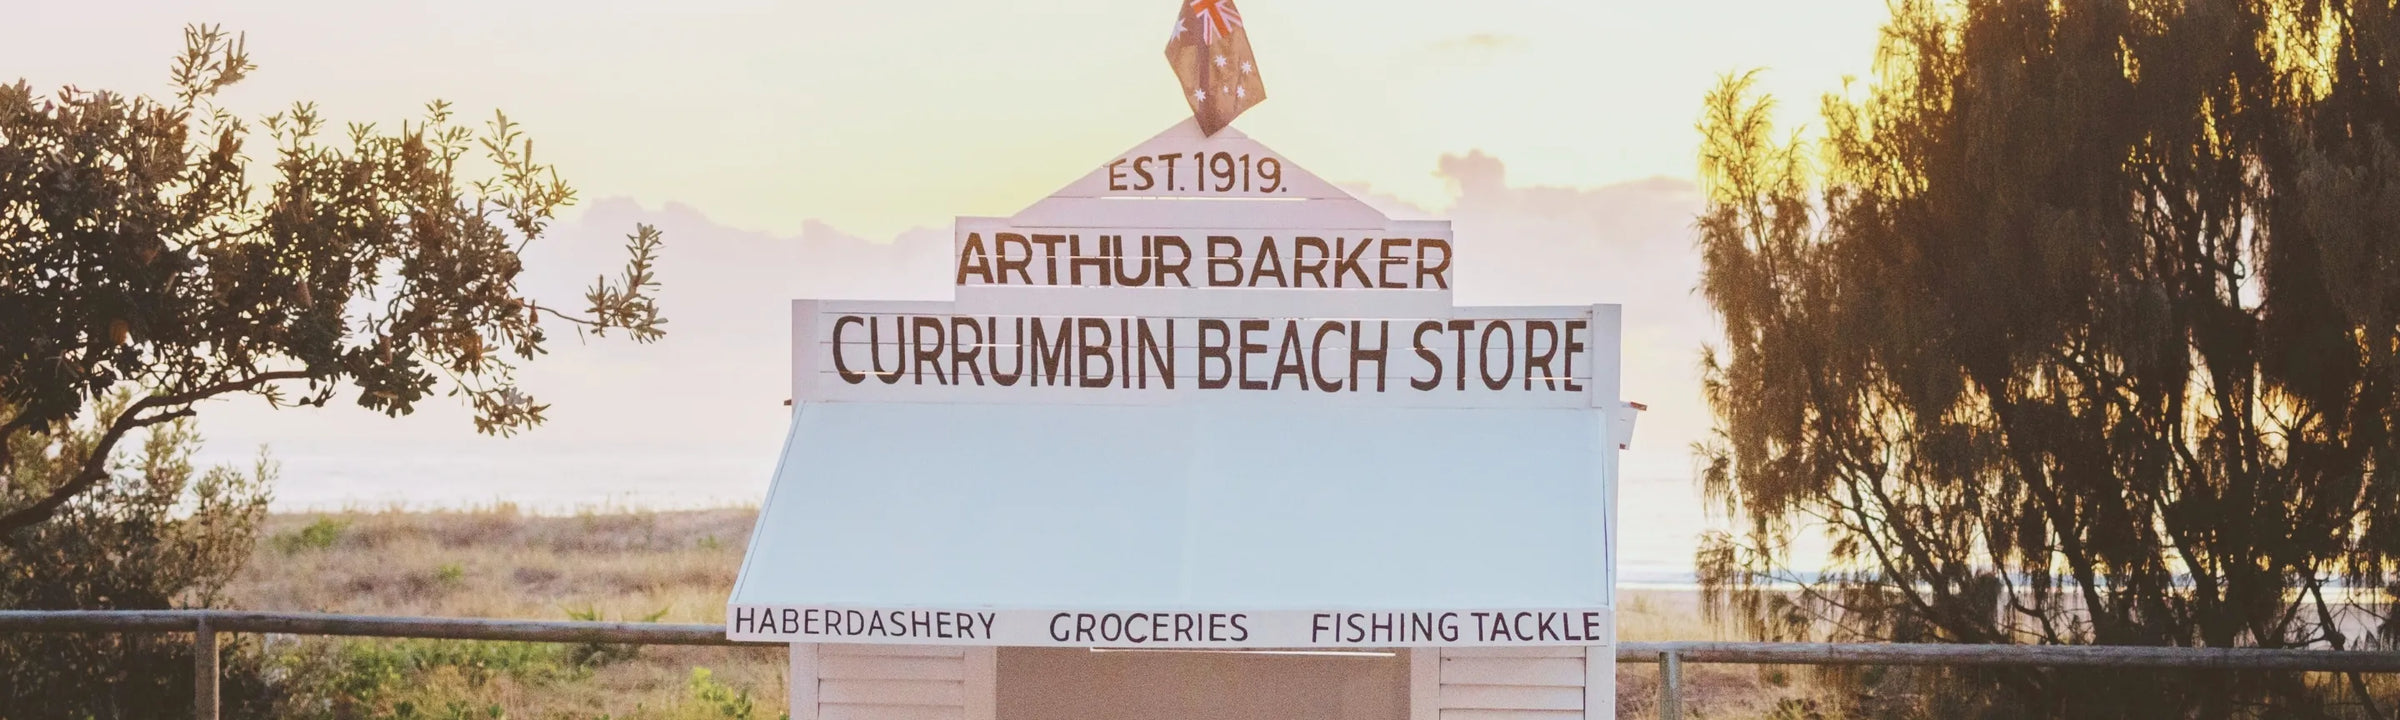 EST. 1919.
ARTHUR BARKER
CURRUMBIN BEACH STORE
HABERDASHERY GROCERIES FISHING TACKLE